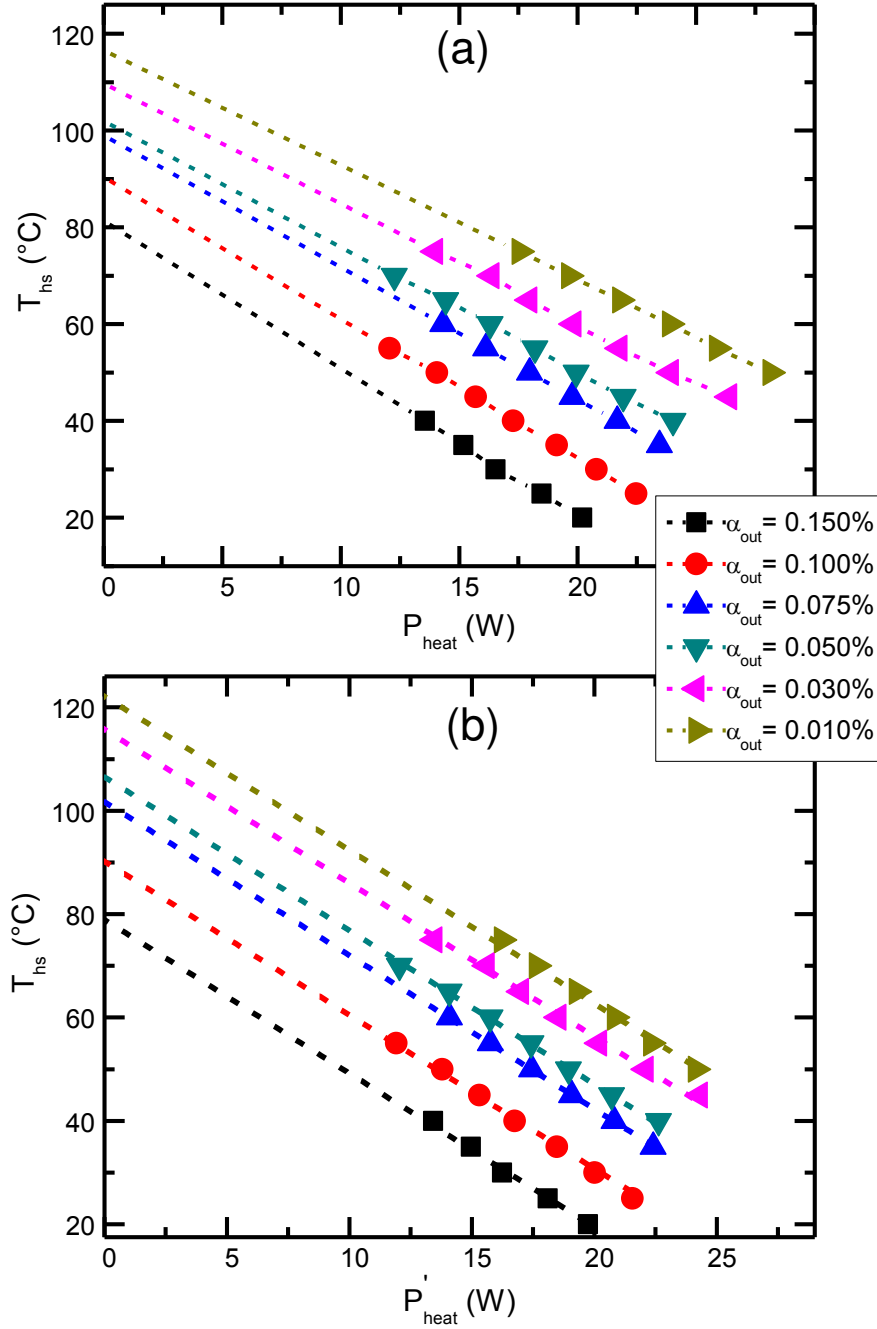 (a)
120
100
80
60
40
20
T_hs (°C)
0 5 10 15 20
P_heat (W)
α_out = 0.150%
α_out = 0.100%
α_out = 0.075%
α_out = 0.050%
α_out = 0.030%
α_out = 0.010%
(b)
120
100
80
60
40
20
T_hs (°C)
0 5 10 15 20 25
P'_heat (W)